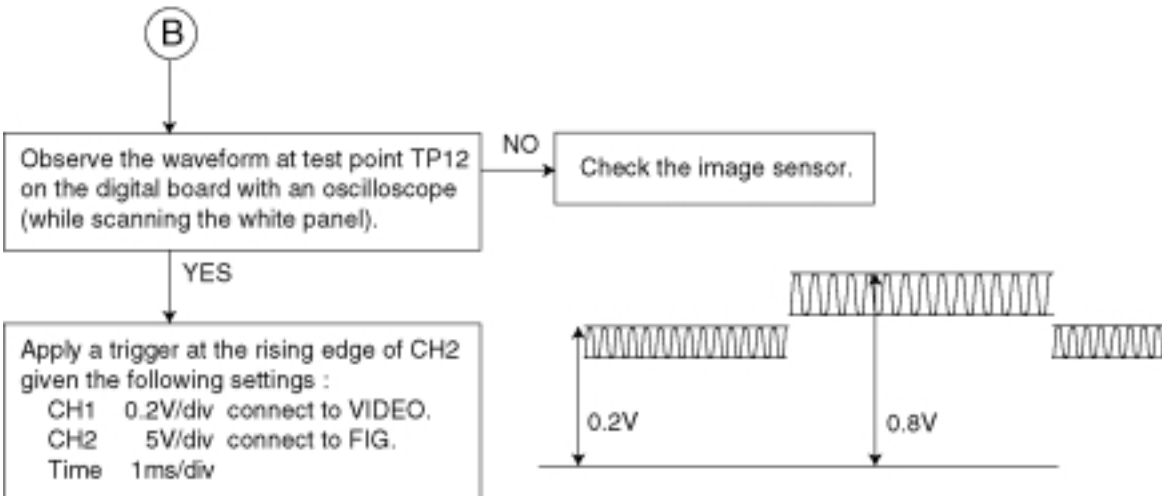 B
Observe the waveform at test point TP12
on the digital board with an oscilloscope
(while scanning the white panel).
NO
Check the image sensor.
YES
Apply a trigger at the rising edge of CH2
given the following settings :
CH1 0.2V/div connect to VIDEO.
CH2 5V/div connect to FIG.
Time 1ms/div
0.2V
0.8V